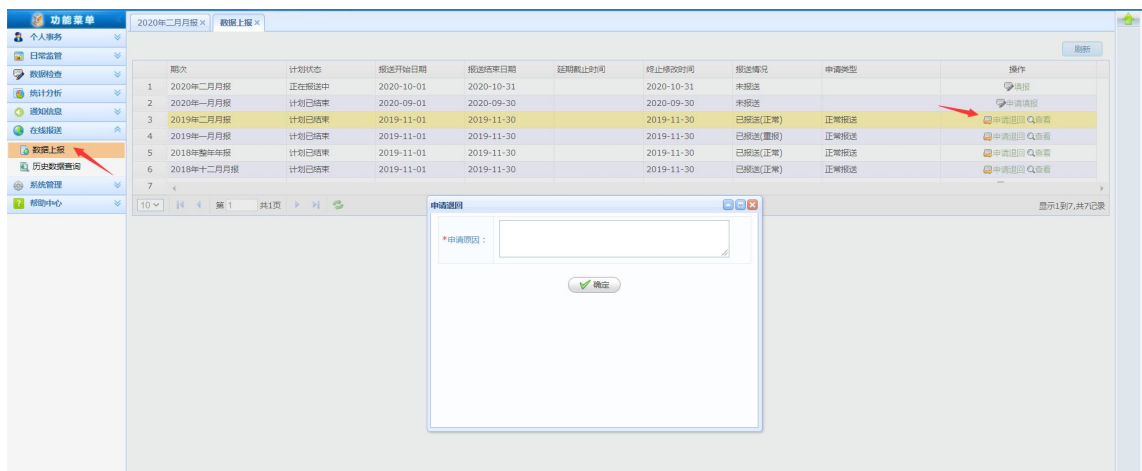 功能菜单
2020年二月月报× 数据上报×
个人事务
日常监管
数据检查
统计分析
通知信息
在线报送
数据上报
历史数据查询
系统管理
帮助中心
刷新
期次 计划状态 报送开始日期 报送结束日期 延期截止时间 终止修改时间 报送情况 申请类型 操作
1 2020年二月月报 正在报送中 2020-10-01 2020-10-31 2020-10-31 未报送 填报
2 2020年一月月报 计划已结束 2020-09-01 2020-09-30 2020-09-30 未报送 申请填报
3 2019年二月月报 计划已结束 2019-11-01 2019-11-30 2019-11-30 已报送(正常) 正常报送 申请退回 查看
4 2019年一月月报 计划已结束 2019-11-01 2019-11-30 2019-11-30 已报送(重报) 正常报送 申请退回 查看
5 2018年整年年报 计划已结束 2019-11-01 2019-11-30 2019-11-30 已报送(正常) 正常报送 申请退回 查看
6 2018年十二月月报 计划已结束 2019-11-01 2019-11-30 2019-11-30 已报送(正常) 正常报送 申请退回 查看
7
10 第 1 共1页 显示1到7,共7记录
申请退回
*申请原因：
确定